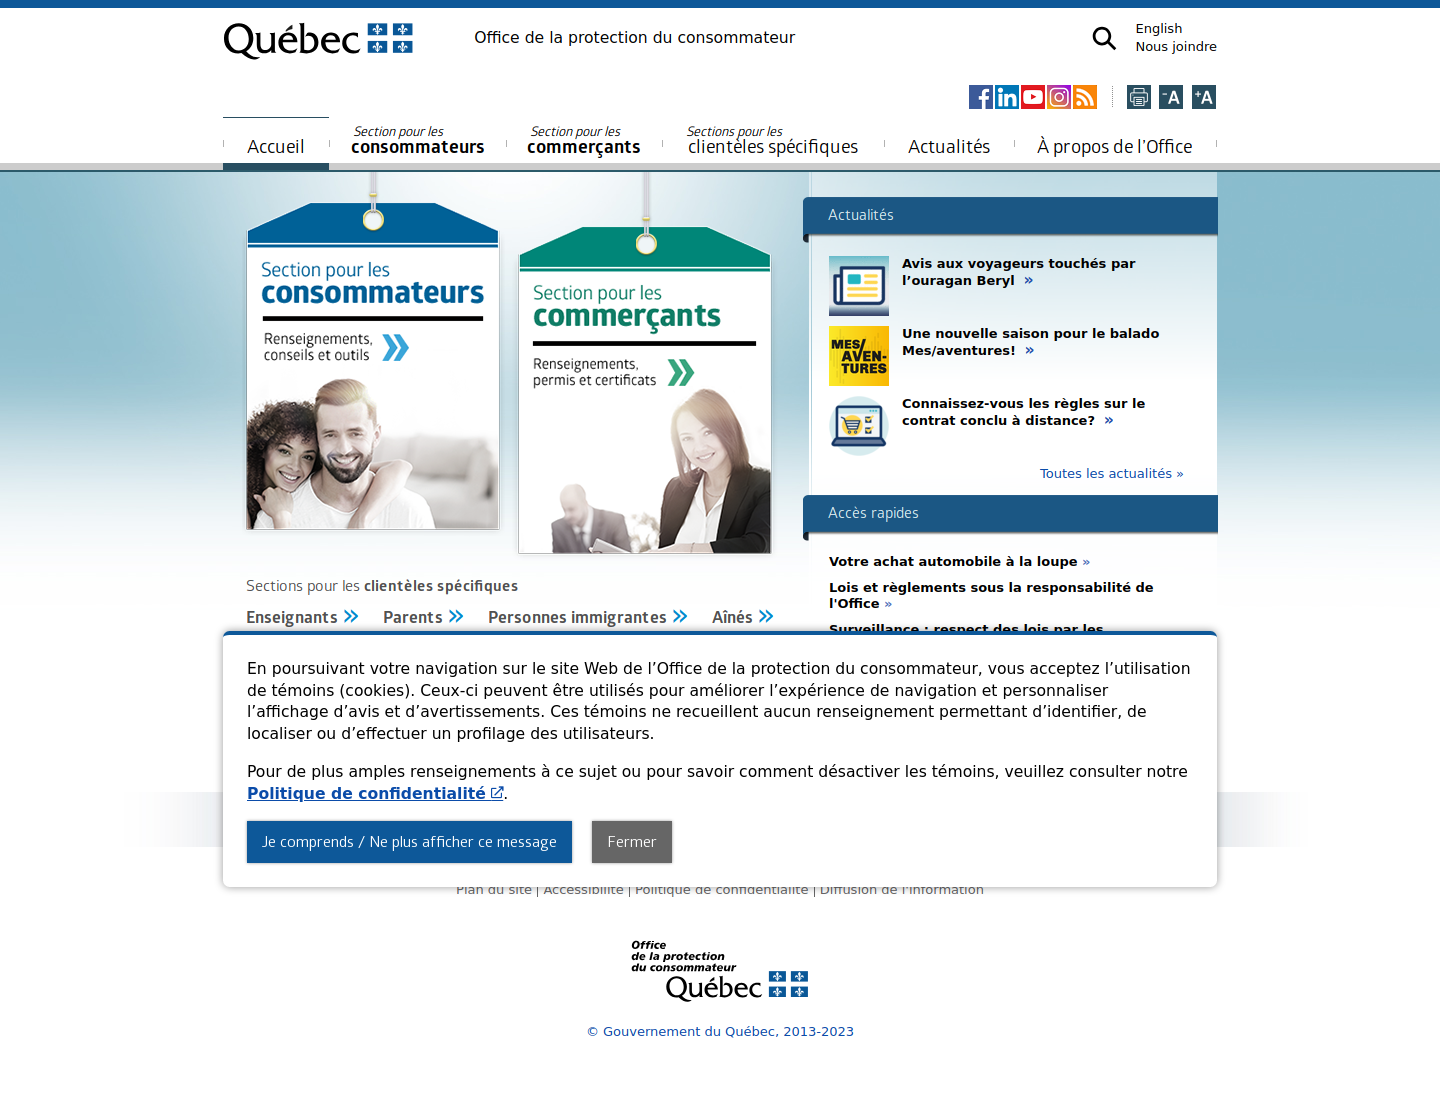 Québec
Office de la protection du consommateur
English
Nous joindre
-A
+A
Accueil
Section pour les
consommateurs
Section pour les
commerçants
Sections pour les
clientèles spécifiques
Actualités
À propos de l'Office
Section pour les
consommateurs
Renseignements,
conseils et outils
Section pour les
commerçants
Renseignements,
permis et certificats
Sections pour les clientèles spécifiques
Enseignants »
Parents »
Personnes immigrantes »
Aînés »
Actualités
Avis aux voyageurs touchés par
l’ouragan Beryl »
MES/
AVEN-
TURES
Une nouvelle saison pour le balado
Mes/aventures! »
Connaissez-vous les règles sur le
contrat conclu à distance? »
Toutes les actualités »
Accès rapides
Votre achat automobile à la loupe »
Lois et règlements sous la responsabilité de
l'Office »
Surveillance : respect des lois par les
En poursuivant votre navigation sur le site Web de l’Office de la protection du consommateur, vous acceptez l’utilisation
de témoins (cookies). Ceux-ci peuvent être utilisés pour améliorer l’expérience de navigation et personnaliser
l’affichage d’avis et d’avertissements. Ces témoins ne recueillent aucun renseignement permettant d’identifier, de
localiser ou d’effectuer un profilage des utilisateurs.
Pour de plus amples renseignements à ce sujet ou pour savoir comment désactiver les témoins, veuillez consulter notre
Politique de confidentialité.
Je comprends / Ne plus afficher ce message
Fermer
Plan du site | Accessibilité | Politique de confidentialité | Diffusion de l'information
Office
de la protection
du consommateur
Québec
© Gouvernement du Québec, 2013-2023